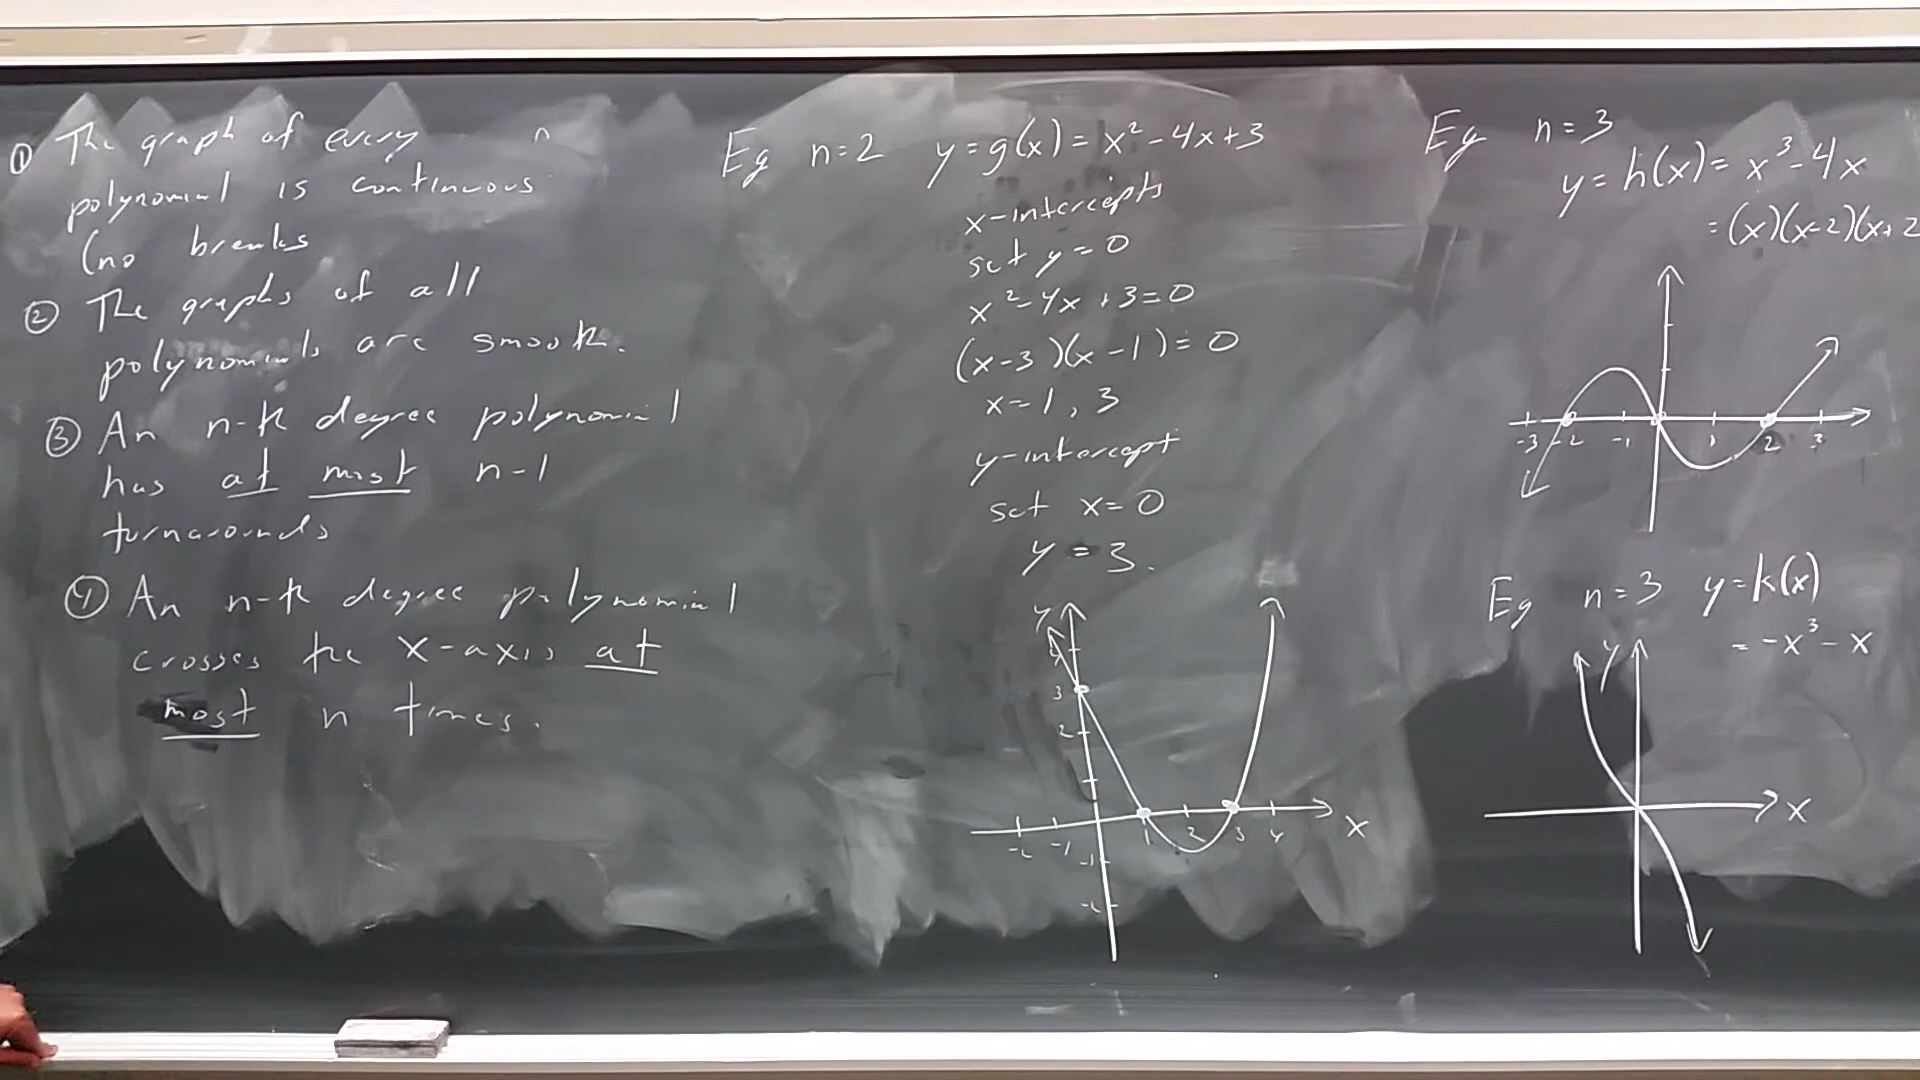 ① The graph of every
polynomial is continuous
(no breaks
② The graphs of all
polynomials are smooth.
③ An n-th degree polynomial
has at most n-1
turnarounds
④ An n-th degree polynomial
crosses the x-axis at
most n times.
Eg n=2 y=g(x)=x²-4x+3
x-intercepts
set y=0
x²-4x+3=0
(x-3)(x-1)=0
x=1,3
y-intercept
set x=0
y=3.
y
4
3
2
-2 -1 1 2 3 4 x
-1
-2
Eg n=3
y=h(x)=x³-4x
=(x)(x-2)(x+2
-3 -2 -1 1 2 3
Eg n=3 y=k(x)
=-x³-x
y
x